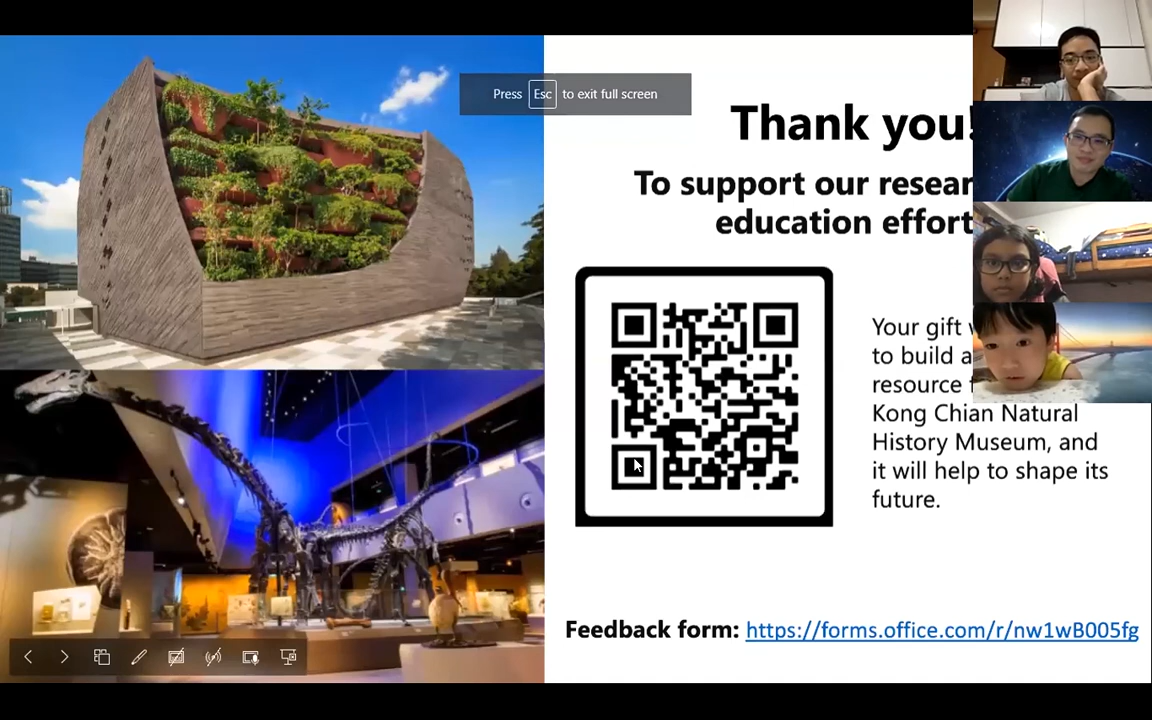 Press Esc to exit full screen
Thank you!
To support our resear
education effort
Your gift
to build a
resource
Kong Chian Natural
History Museum, and
it will help to shape its
future.
Feedback form: https://forms.office.com/r/nw1wB005fg